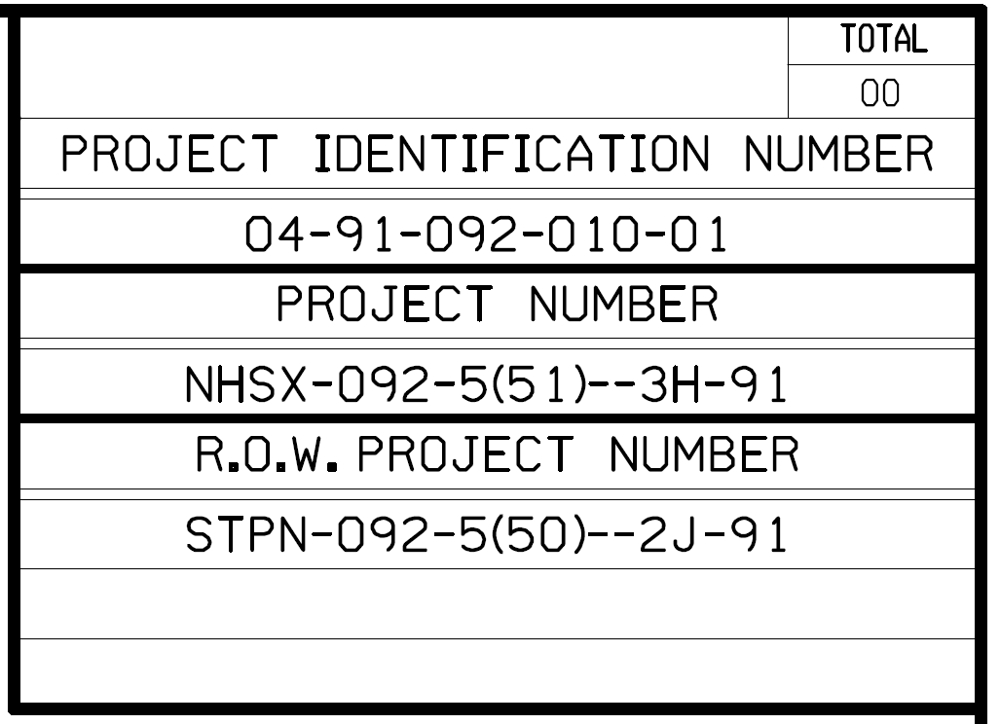 TOTAL
00
PROJECT IDENTIFICATION NUMBER
04-91-092-010-01
PROJECT NUMBER
NHSX-092-5(51)--3H-91
R.O.W. PROJECT NUMBER
STPN-092-5(50)--2J-91